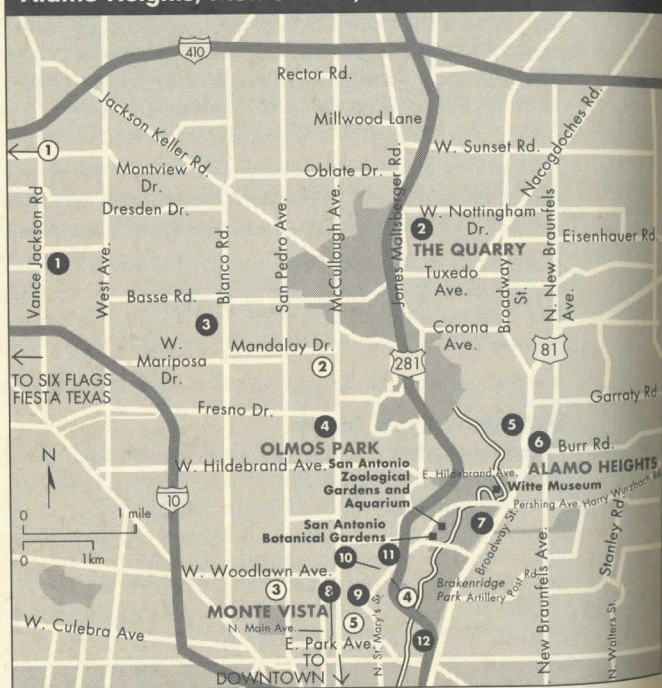 410
Rector Rd.
Jackson Keller Rd.
Millwood Lane
Nacogdoches Rd.
1
W. Sunset Rd.
Montview
Dr.
Oblate Dr.
Jones Maltsberger Rd.
Dresden Dr.
W. Nottingham
Dr.
2
THE QUARRY
Eisenhauer Rd.
Vance Jackson Rd
1
West Ave.
Blanco Rd.
San Pedro Ave.
McCullough Ave.
Tuxedo
Ave.
Broadway
St.
N. New Braunfels
Ave.
Basse Rd.
3
Corona
Ave.
W.
Mariposa
Dr.
Mandalay Dr.
2
281
81
TO SIX FLAGS
FIESTA TEXAS
Garraty Rd.
Fresno Dr.
4
5
6
Burr Rd.
OLMOS PARK
N
W. Hildebrand Ave.
San Antonio
Zoological
Gardens and
Aquarium
E. Hildebrand Ave.
ALAMO HEIGHTS
Witte Museum
Pershing Ave.
Harry Wurzbach Rd.
10
0
1 mile
0
1km
San Antonio
Botanical Gardens
7
Broadway St.
Stanley Rd.
10
11
W. Woodlawn Ave.
Brakenridge
Park
Artillery Post Rd.
New Braunfels Ave.
3
8
9
4
MONTE VISTA
N. Main Ave.
5
N. St. Mary's St.
N. Walters St.
W. Culebra Ave
E. Park Ave.
12
TO
DOWNTOWN